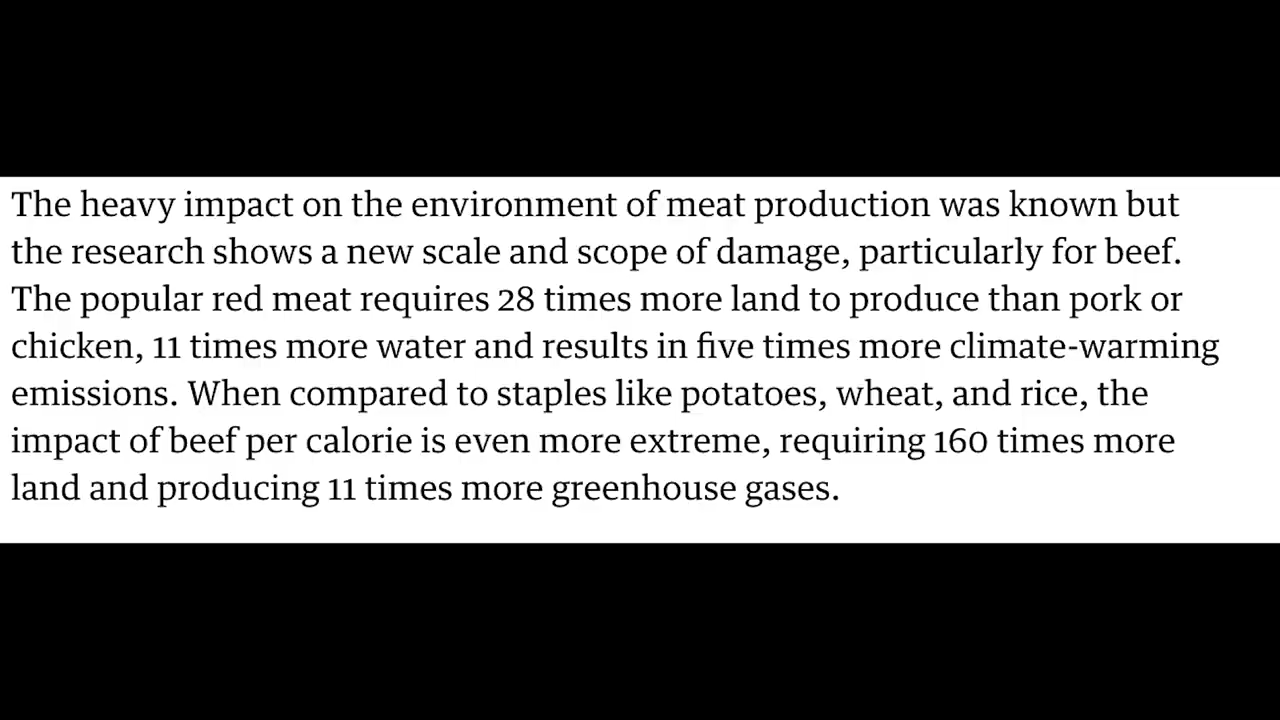 The heavy impact on the environment of meat production was known but
the research shows a new scale and scope of damage, particularly for beef.
The popular red meat requires 28 times more land to produce than pork or
chicken, 11 times more water and results in five times more climate-warming
emissions. When compared to staples like potatoes, wheat, and rice, the
impact of beef per calorie is even more extreme, requiring 160 times more
land and producing 11 times more greenhouse gases.